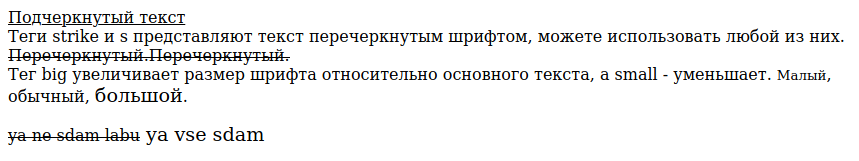 Подчеркнутый текст
Теги strike и s представляют текст перечеркнутым шрифтом, можете использовать любой из них.
Перечеркнутый.Перечеркнутый.
Тег big увеличивает размер шрифта относительно основного текста, а small - уменьшает. Малый,
обычный, большой.
ya ne sdam labu ya vse sdam